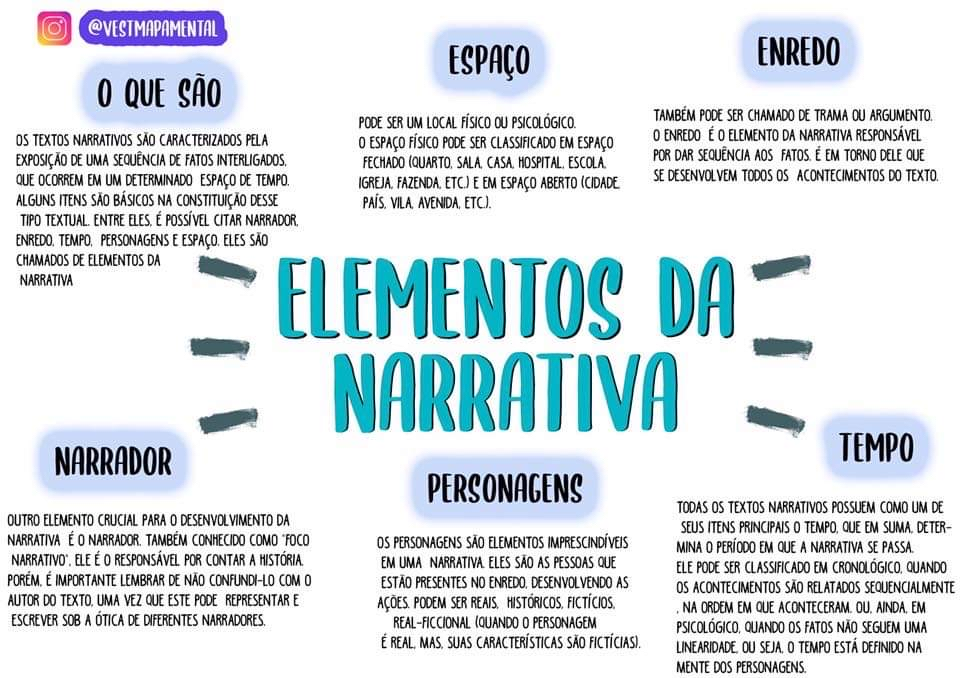 @VESTMAPAMENTAL
O QUE SÃO
OS TEXTOS NARRATIVOS SÃO CARACTERIZADOS PELA
EXPOSIÇÃO DE UMA SEQUÊNCIA DE FATOS INTERLIGADOS,
QUE OCORREM EM UM DETERMINADO ESPAÇO DE TEMPO.
ALGUNS ITENS SÃO BÁSICOS NA CONSTITUIÇÃO DESSE
TIPO TEXTUAL. ENTRE ELES, É POSSÍVEL CITAR NARRADOR,
ENREDO, TEMPO, PERSONAGENS E ESPAÇO. ELES SÃO
CHAMADOS DE ELEMENTOS DA
NARRATIVA
ESPAÇO
PODE SER UM LOCAL FÍSICO OU PSICOLÓGICO.
O ESPAÇO FÍSICO PODE SER CLASSIFICADO EM ESPAÇO
FECHADO (QUARTO, SALA, CASA, HOSPITAL, ESCOLA,
IGREJA, FAZENDA, ETC.) E EM ESPAÇO ABERTO (CIDADE,
PAÍS, VILA, AVENIDA, ETC.).
ENREDO
TAMBÉM PODE SER CHAMADO DE TRAMA OU ARGUMENTO.
O ENREDO É O ELEMENTO DA NARRATIVA RESPONSÁVEL
POR DAR SEQUÊNCIA AOS FATOS. É EM TORNO DELE QUE
SE DESENVOLVEM TODOS OS ACONTECIMENTOS DO TEXTO.
ELEMENTOS DA
NARRATIVA
NARRADOR
OUTRO ELEMENTO CRUCIAL PARA O DESENVOLVIMENTO DA
NARRATIVA É O NARRADOR. TAMBÉM CONHECIDO COMO "FOCO
NARRATIVO", ELE É O RESPONSÁVEL POR CONTAR A HISTÓRIA.
PORÉM, É IMPORTANTE LEMBRAR DE NÃO CONFUNDI-LO COM O
AUTOR DO TEXTO, UMA VEZ QUE ESTE PODE REPRESENTAR E
ESCREVER SOB A ÓTICA DE DIFERENTES NARRADORES.
PERSONAGENS
OS PERSONAGENS SÃO ELEMENTOS IMPRESCINDÍVEIS
EM UMA NARRATIVA. ELES SÃO AS PESSOAS QUE
ESTÃO PRESENTES NO ENREDO, DESENVOLVENDO AS
AÇÕES. PODEM SER REAIS, HISTÓRICOS, FICTÍCIOS,
REAL-FICCIONAL (QUANDO O PERSONAGEM
É REAL, MAS, SUAS CARACTERÍSTICAS SÃO FICTÍCIAS).
TEMPO
TODAS OS TEXTOS NARRATIVOS POSSUEM COMO UM DE
SEUS ITENS PRINCIPAIS O TEMPO, QUE EM SUMA, DETER-
MINA O PERÍODO EM QUE A NARRATIVA SE PASSA.
ELE PODE SER CLASSIFICADO EM CRONOLÓGICO, QUANDO
OS ACONTECIMENTOS SÃO RELATADOS SEQUENCIALMENTE
, NA ORDEM EM QUE ACONTECERAM. OU, AINDA, EM
PSICOLÓGICO, QUANDO OS FATOS NÃO SEGUEM UMA
LINEARIDADE, OU SEJA, O TEMPO ESTÁ DEFINIDO NA
MENTE DOS PERSONAGENS.